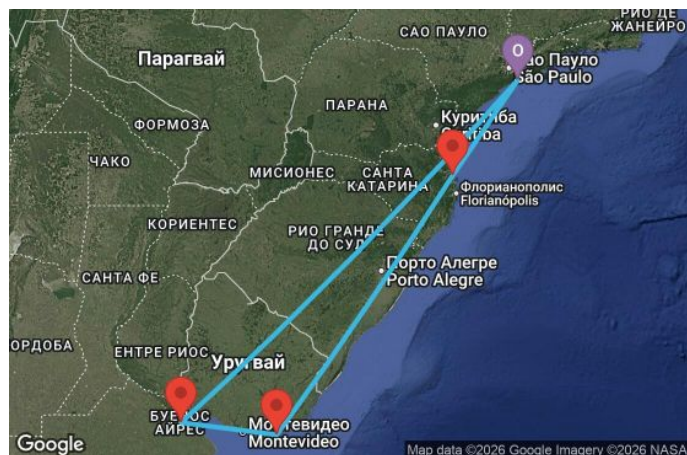 РИО ДЕ
ЖАНЕЙРО
САО ПАУЛО
O
Сао Пауло
São Paulo
Парагвай
ПАРАНА
Куритиба
Curitiba
ФОРМОЗА
ЧАКО
МИСИОНЕС
САНТА
КАТАРИНА
Флорианополис
Florianópolis
КОРИЕНТЕС
РИО ГРАНДЕ
ДО СУЛ
Порто Алегре
Porto Alegre
САНТА ФЕ
ОРДОБА
ЕНТРЕ РИОС
Уругвай
БУЕНОС
АЙРЕС
Монтевидео
Montevideo
Google
Map data ©2026 Google Imagery ©2026 NASA